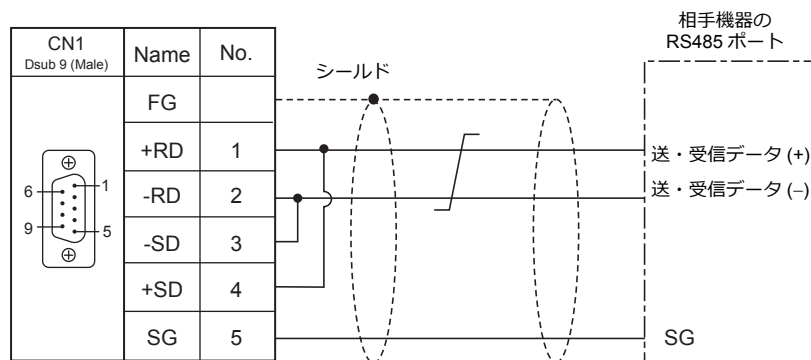 相手機器の
RS485 ポート
CN1
Dsub 9 (Male)
Name
No.
シールド
FG
+RD
1
送・受信データ (+)
-RD
2
送・受信データ (−)
-SD
3
+SD
4
SG
5
SG
6
1
9
5